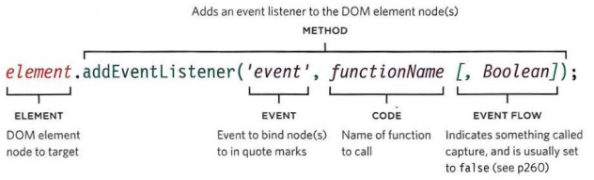 Adds an event listener to the DOM element node(s)
METHOD
element.addEventListener('event', functionName [, Boolean]);
ELEMENT
DOM element
node to target
EVENT
Event to bind node(s)
to in quote marks
CODE
Name of function
to call
EVENT FLOW
Indicates something called
capture, and is usually set
to false (see p260)